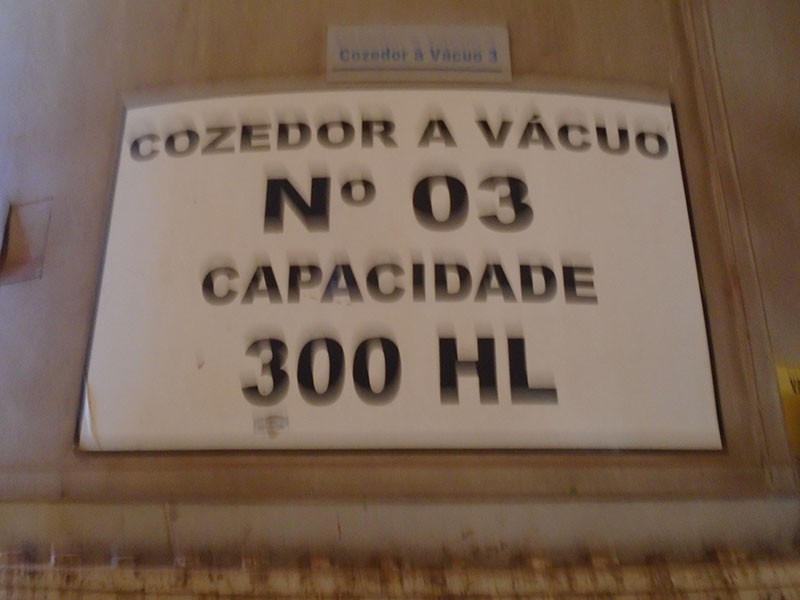 Cozedor à Vácuo 3
COZEDOR A VÁCUO
Nº 03
CAPACIDADE
300 HL